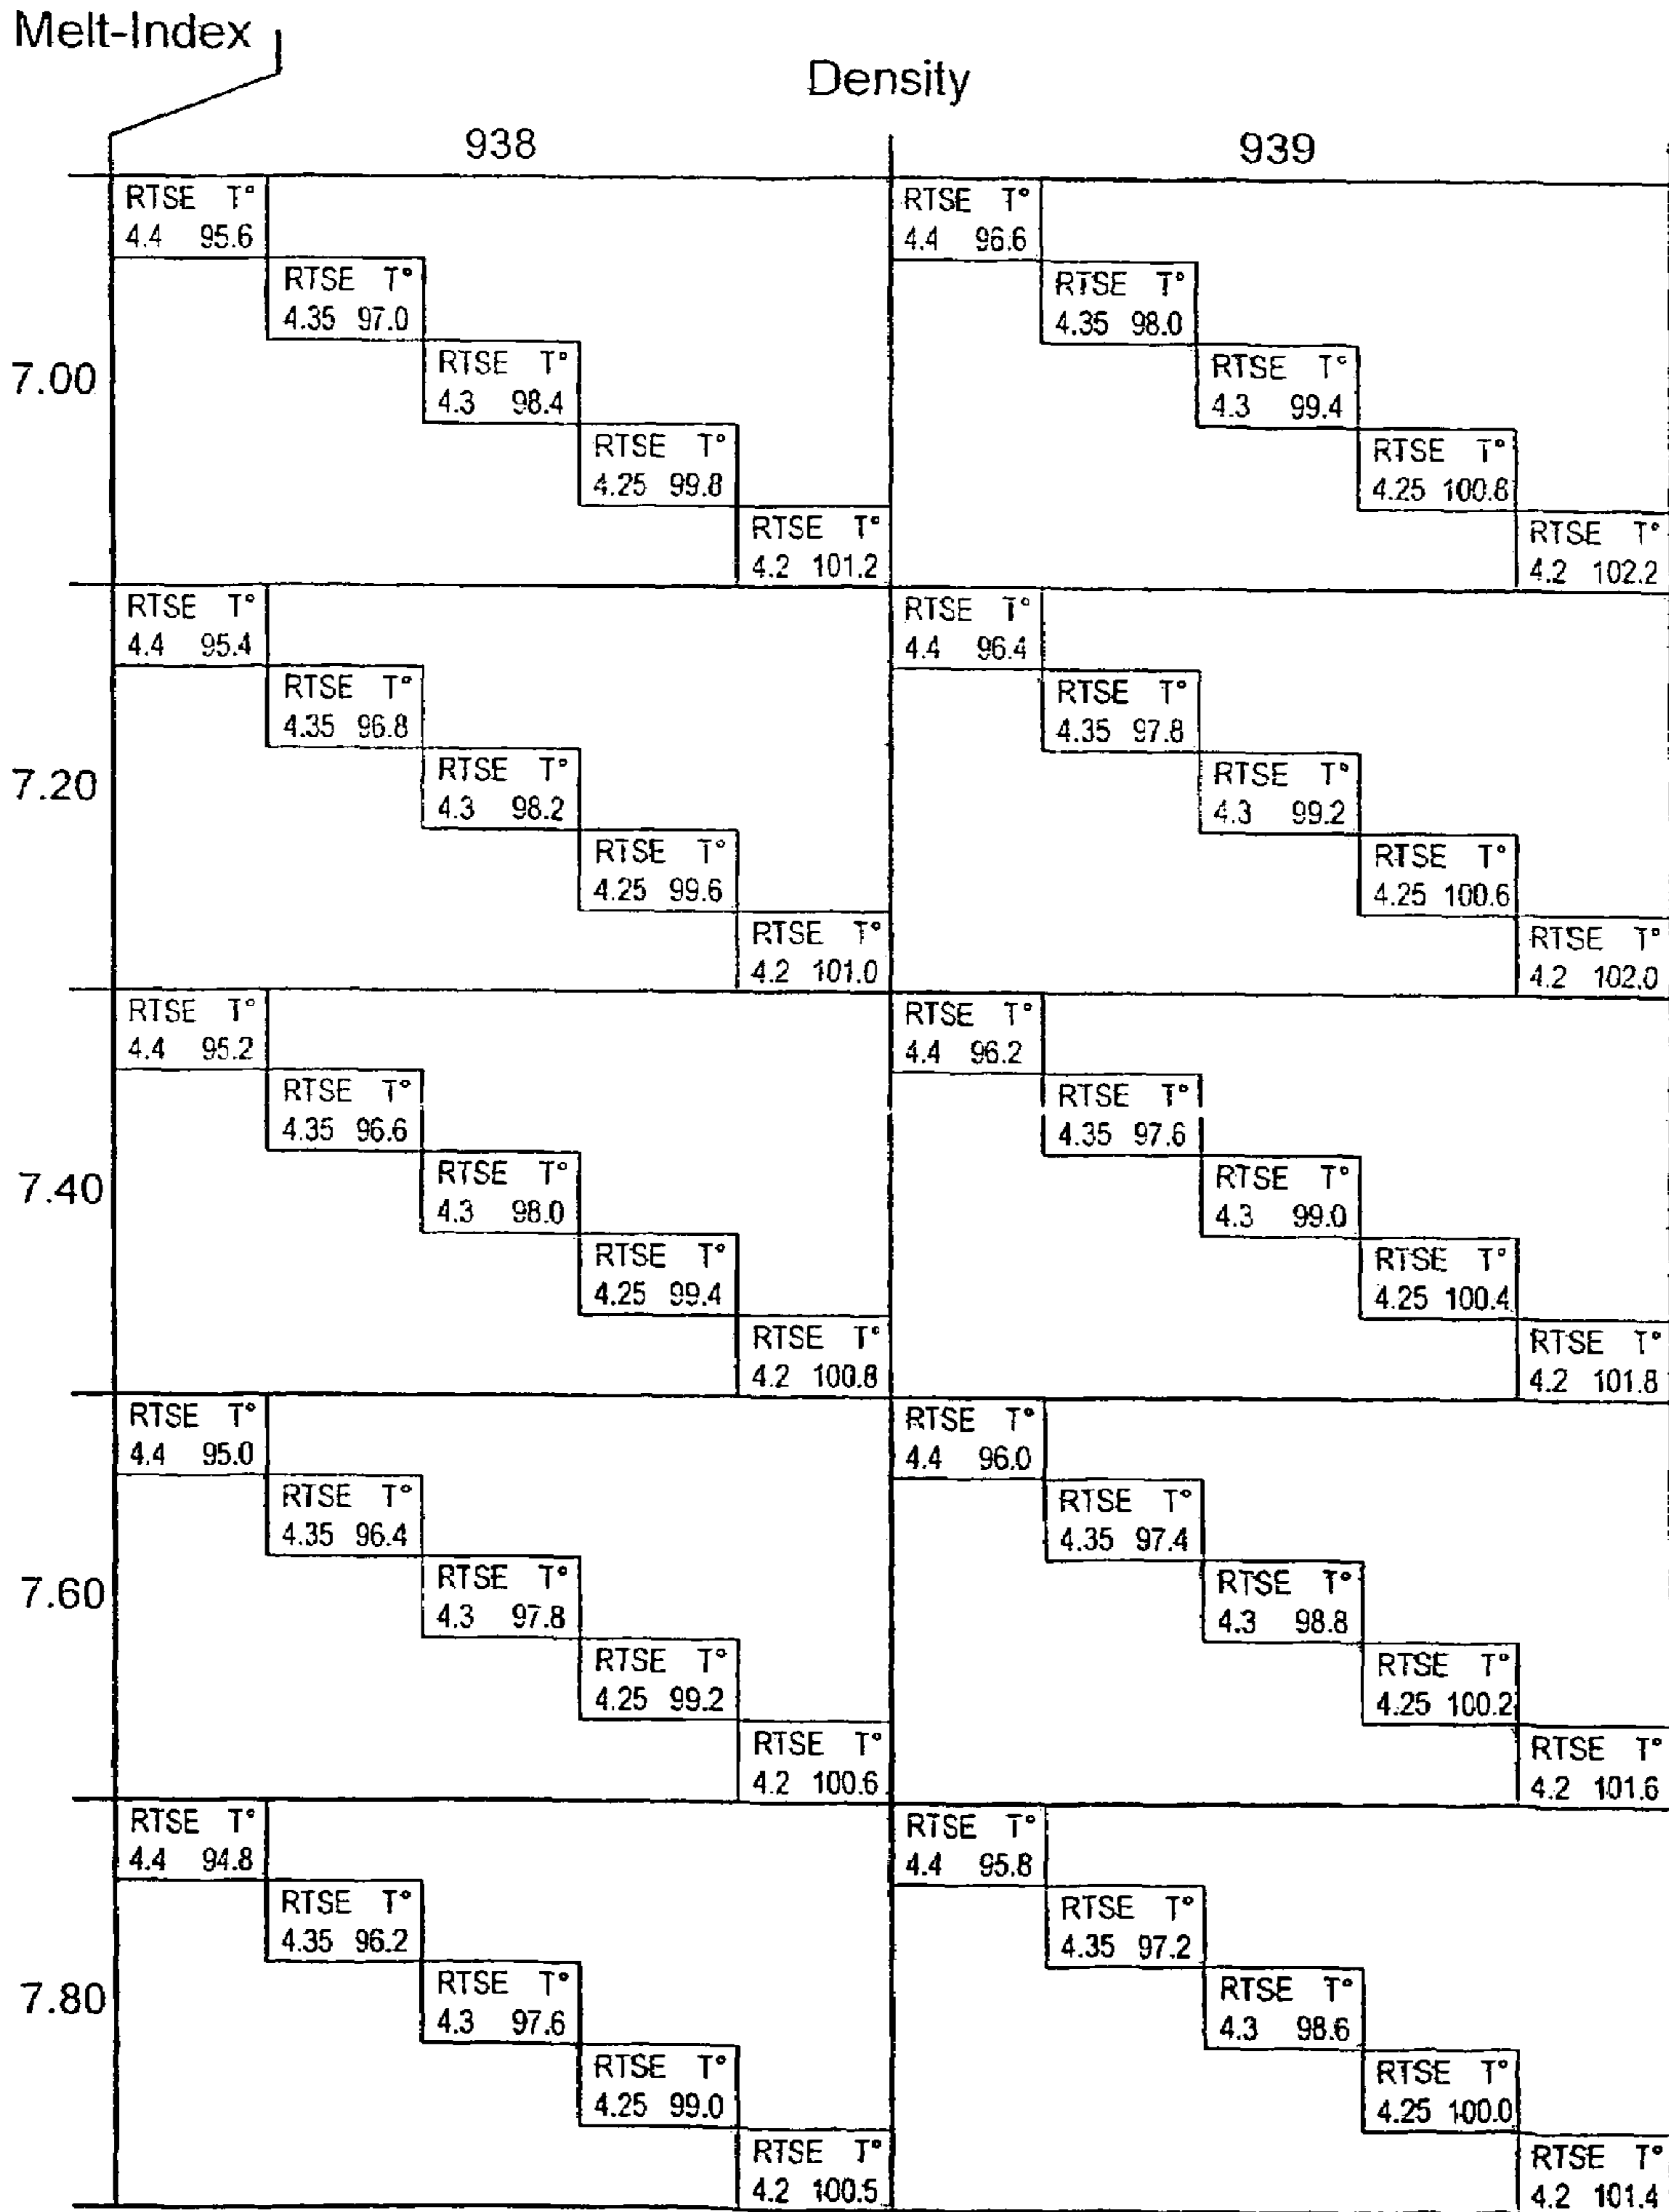 Melt-Index
Density
938 939
RTSE T° RTSE T°
4.4 95.6 4.4 96.6
RTSE T° RTSE T°
4.35 97.0 4.35 98.0
RTSE T° RTSE T°
7.00
4.3 98.4 4.3 99.4
RTSE T° RTSE T°
4.25 99.8 4.25 100.8
RTSE T° RTSE T°
4.2 101.2 4.2 102.2
RTSE T° RTSE T°
4.4 95.4 4.4 96.4
RTSE T° RTSE T°
4.35 96.8 4.35 97.8
RTSE T° RTSE T°
7.20
4.3 98.2 4.3 99.2
RTSE T° RTSE T°
4.25 99.6 4.25 100.6
RTSE T° RTSE T°
4.2 101.0 4.2 102.0
RTSE T° RTSE T°
4.4 95.2 4.4 96.2
RTSE T° RTSE T°
4.35 96.6 4.35 97.6
RTSE T° RTSE T°
7.40
4.3 98.0 4.3 99.0
RTSE T° RTSE T°
4.25 99.4 4.25 100.4
RTSE T° RTSE T°
4.2 100.8 4.2 101.8
RTSE T° RTSE T°
4.4 95.0 4.4 96.0
RTSE T° RTSE T°
4.35 96.4 4.35 97.4
RTSE T° RTSE T°
7.60
4.3 97.8 4.3 98.8
RTSE T° RTSE T°
4.25 99.2 4.25 100.2
RTSE T° RTSE T°
4.2 100.6 4.2 101.6
RTSE T° RTSE T°
4.4 94.8 4.4 95.8
RTSE T° RTSE T°
4.35 96.2 4.35 97.2
RTSE T° RTSE T°
7.80
4.3 97.6 4.3 98.6
RTSE T° RTSE T°
4.25 99.0 4.25 100.0
RTSE T° RTSE T°
4.2 100.5 4.2 101.4